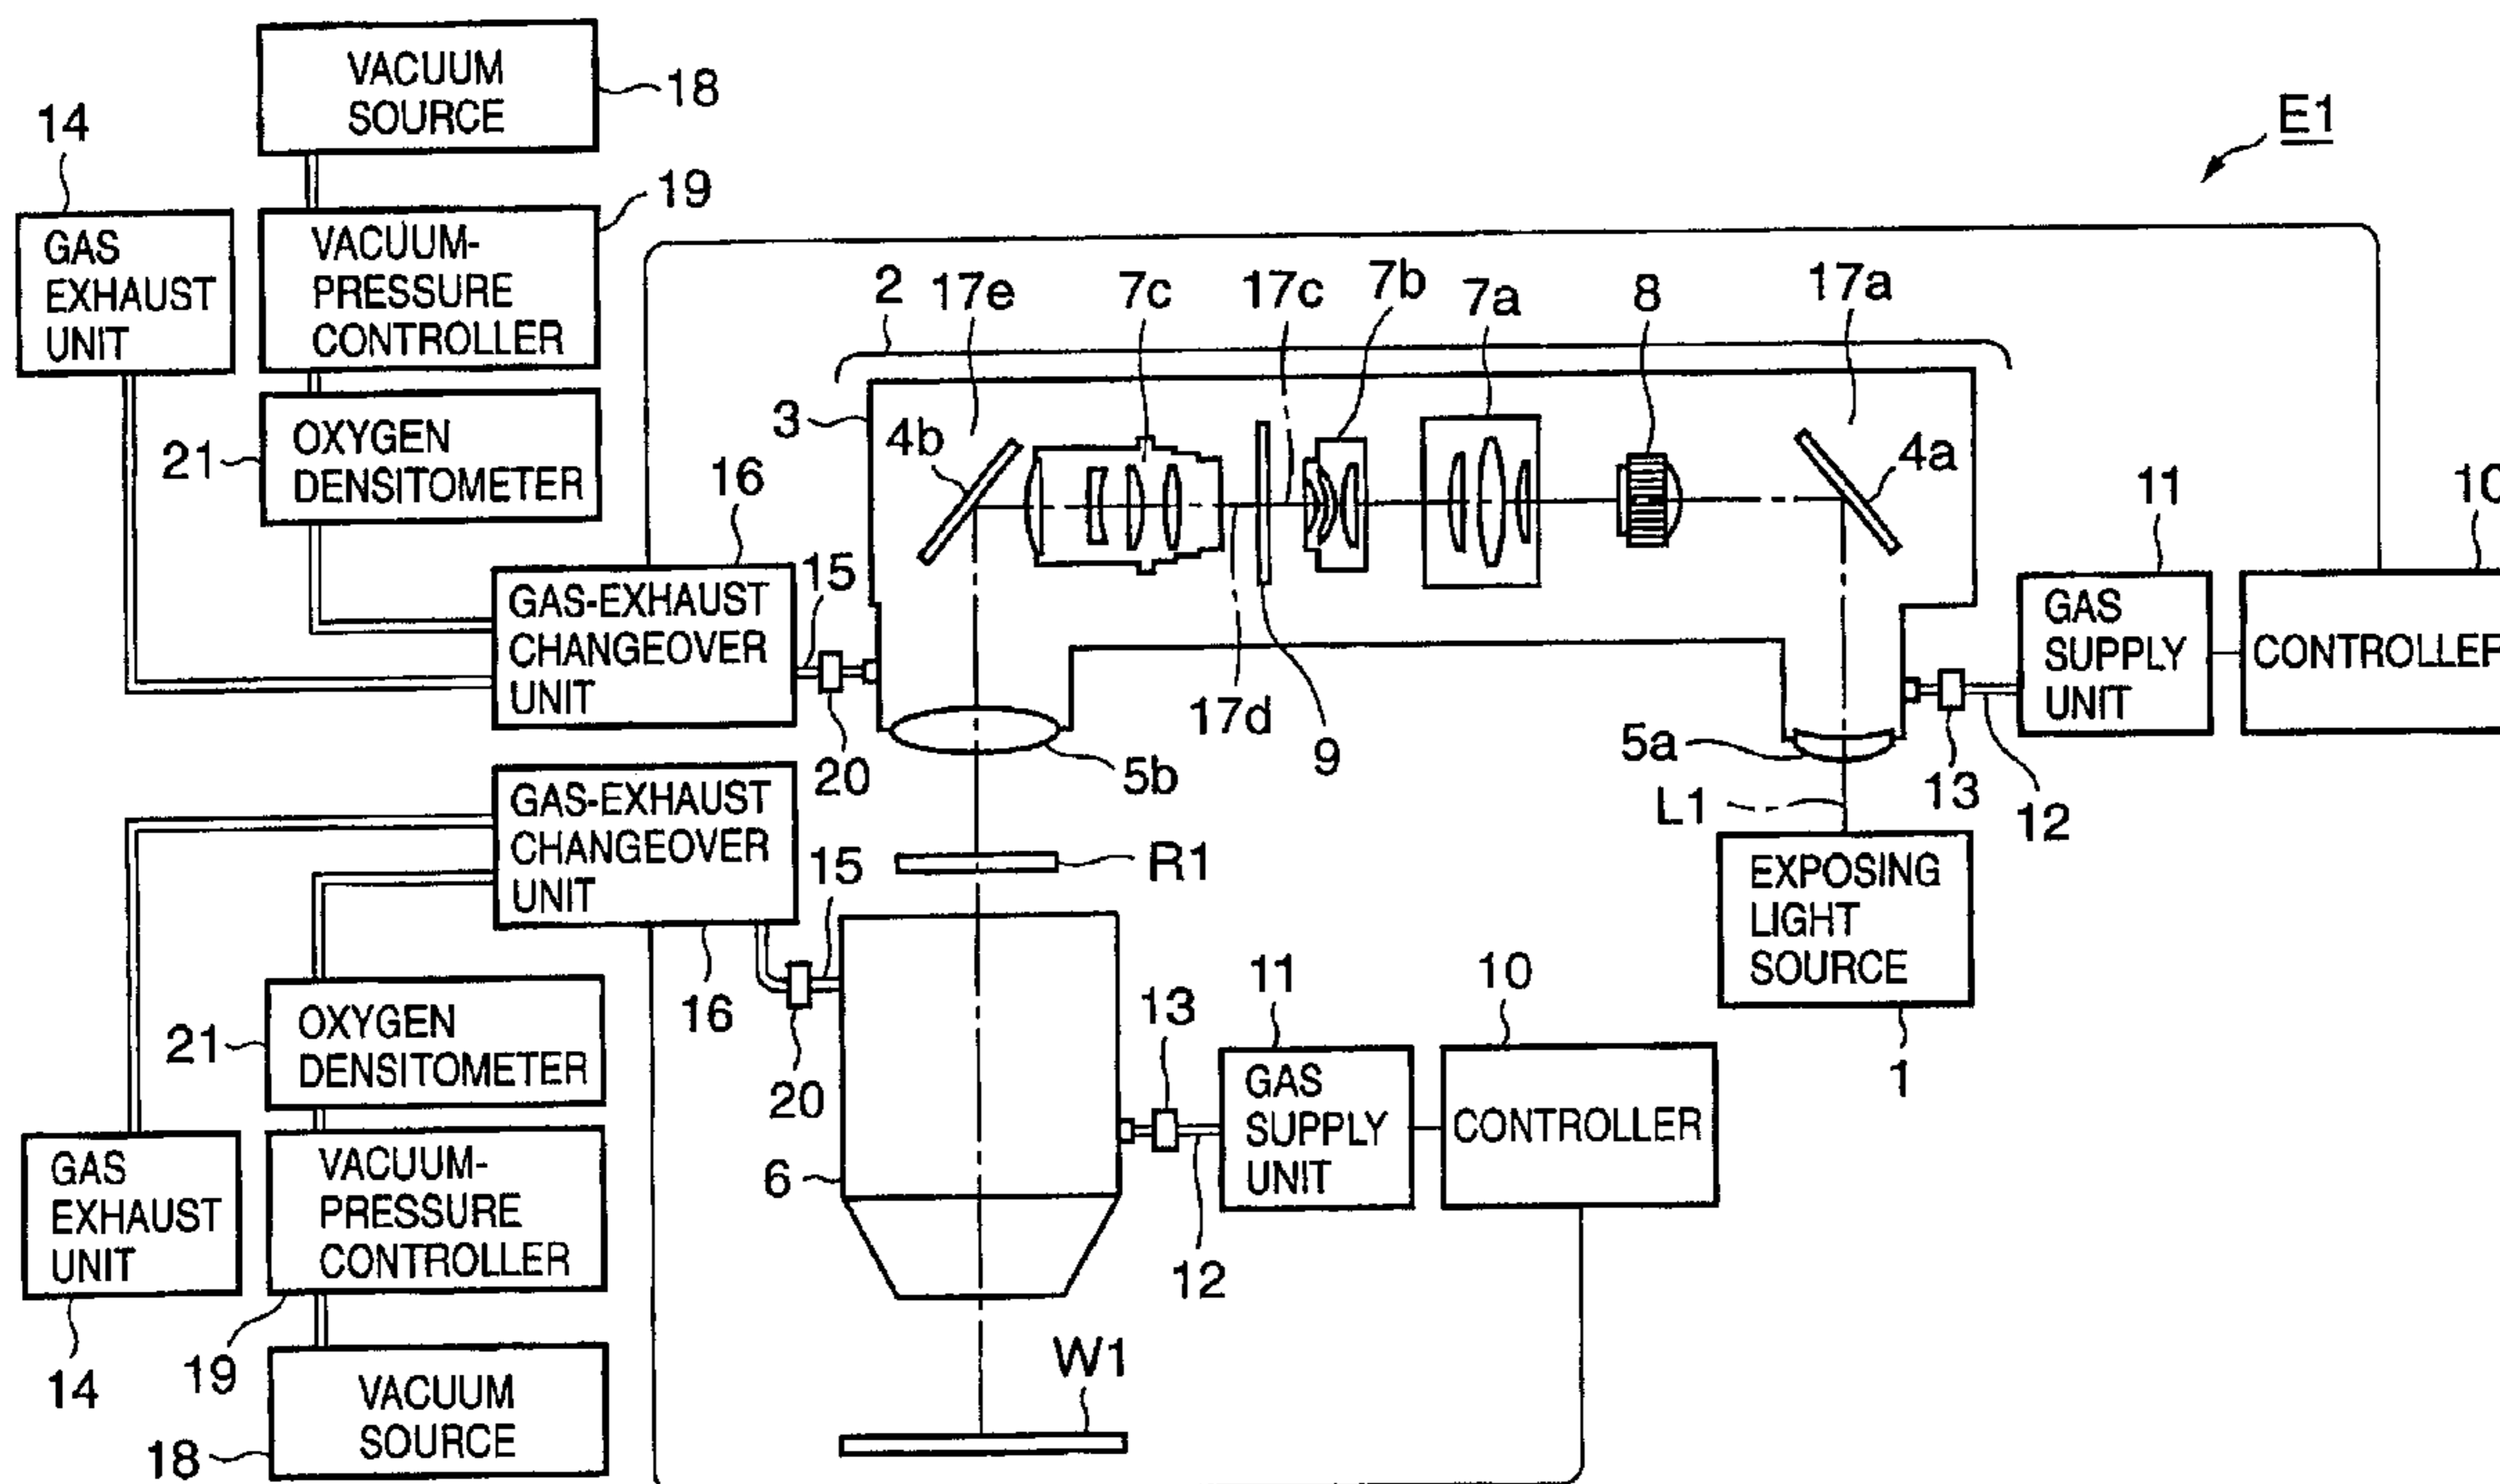 VACUUM
SOURCE
18
E1
14
19
GAS
EXHAUST
UNIT
VACUUM-
PRESSURE
CONTROLLER
2
17e
7c
17c
7b
7a
8
17a
3
4b
4a
21
OXYGEN
DENSITOMETER
16
15
11
10
GAS-EXHAUST
CHANGEOVER
UNIT
GAS
SUPPLY
UNIT
CONTROLLER
17d
9
5a
20
5b
13
12
L1
GAS-EXHAUST
CHANGEOVER
UNIT
15
R1
EXPOSING
LIGHT
SOURCE
1
16
20
13
11
10
21
OXYGEN
DENSITOMETER
GAS
SUPPLY
UNIT
CONTROLLER
6
12
GAS
EXHAUST
UNIT
VACUUM-
PRESSURE
CONTROLLER
14
19
W1
VACUUM
SOURCE
18